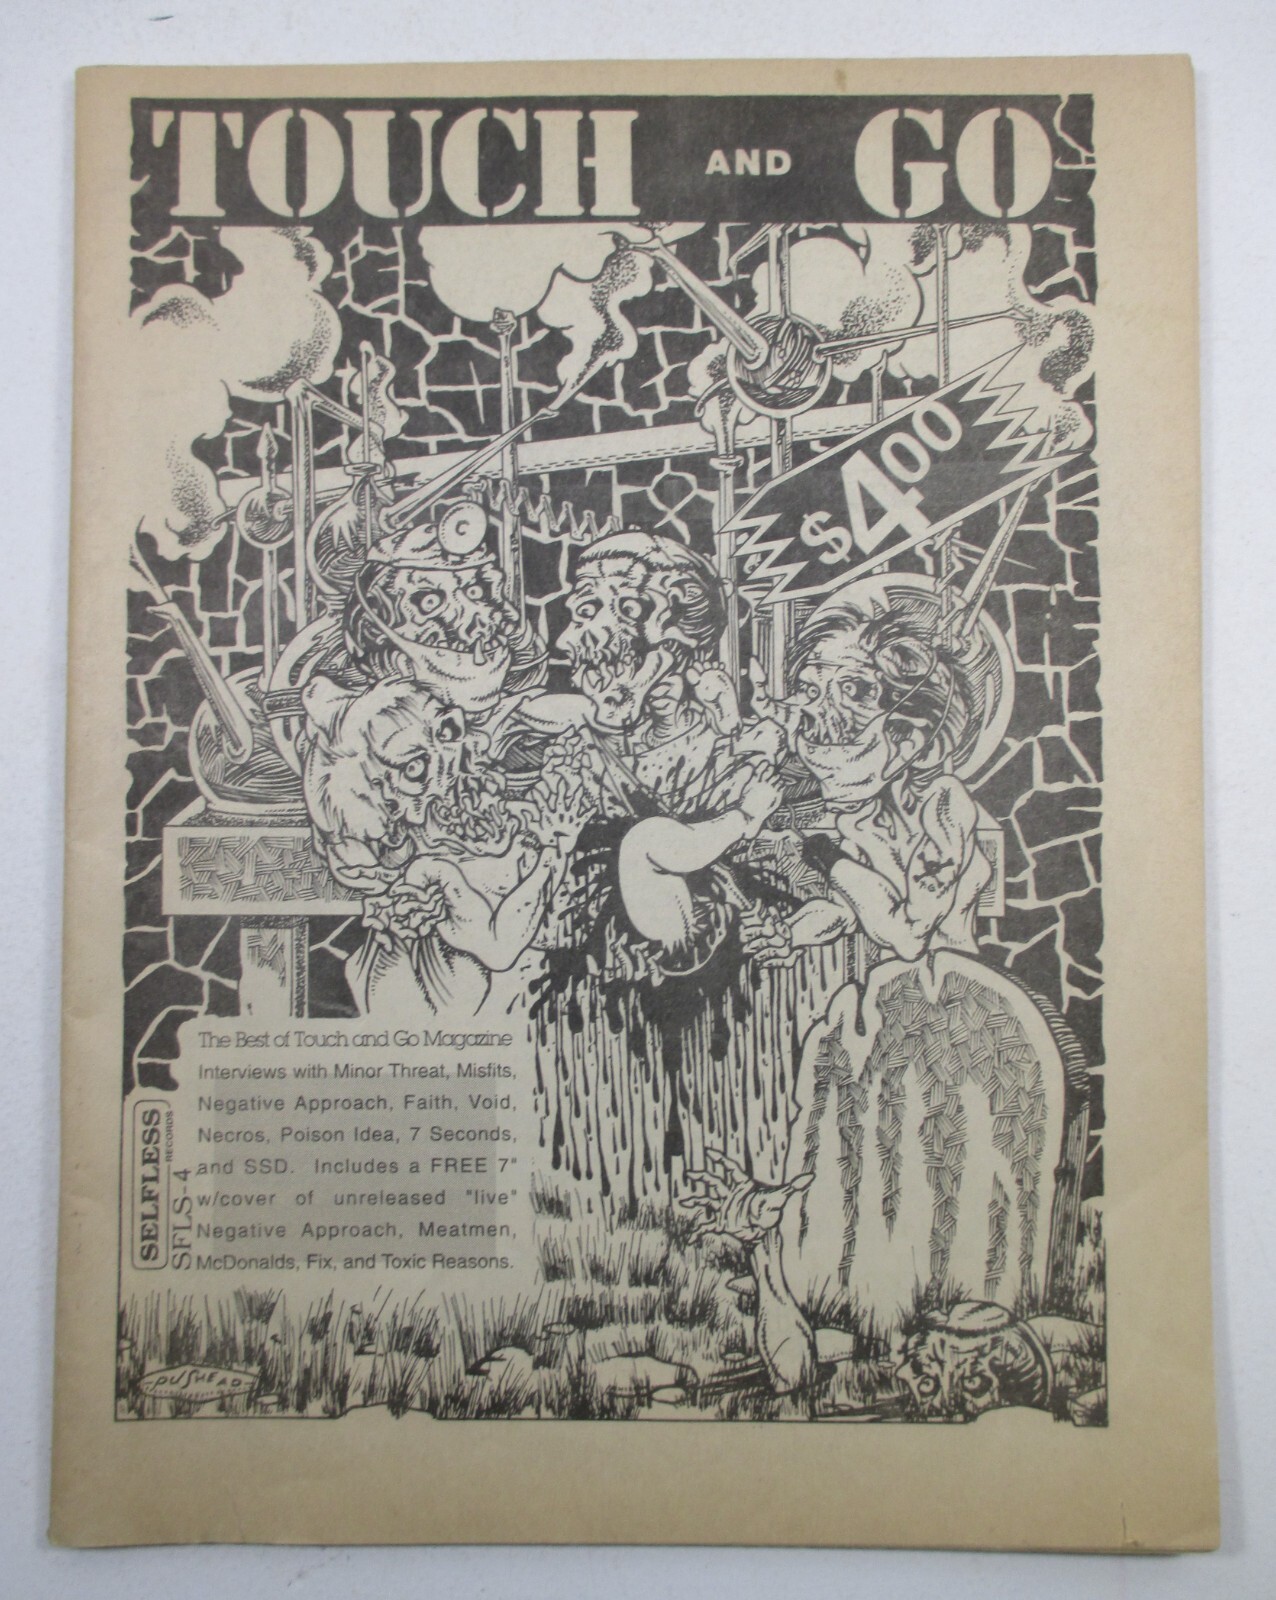 TOUCH AND GO
$4.00
C
The Best of Touch and Go Magazine
Interviews with Minor Threat, Misfits,
Negative Approach, Faith, Void,
Necros, Poison Idea, 7 Seconds,
and SSD. Includes a FREE 7"
w/cover of unreleased "live"
Negative Approach, Meatmen,
McDonalds, Fix, and Toxic Reasons.
SELFLESS
RECORDS
SFLS-4
PUSHEAD